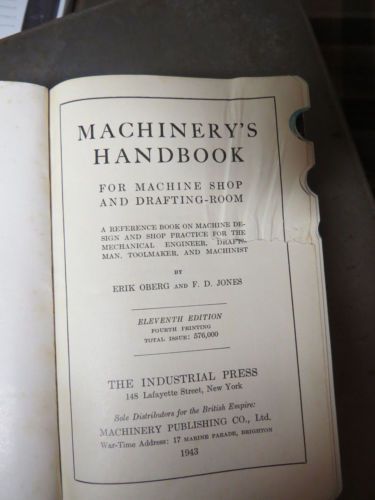 MACHINERY'S
HANDBOOK
FOR MACHINE SHOP
AND DRAFTING-ROOM
A REFERENCE BOOK ON MACHINE DE-
SIGN AND SHOP PRACTICE FOR THE
MECHANICAL ENGINEER, DRAFTS-
MAN, TOOLMAKER, AND MACHINIST
BY
ERIK OBERG AND F. D. JONES
ELEVENTH EDITION
FOURTH PRINTING
TOTAL ISSUE: 576,000
THE INDUSTRIAL PRESS
148 Lafayette Street, New York
Sole Distributors for the British Empire:
MACHINERY PUBLISHING CO., Ltd.
War-Time Address: 17 MARINE PARADE, BRIGHTON
1943